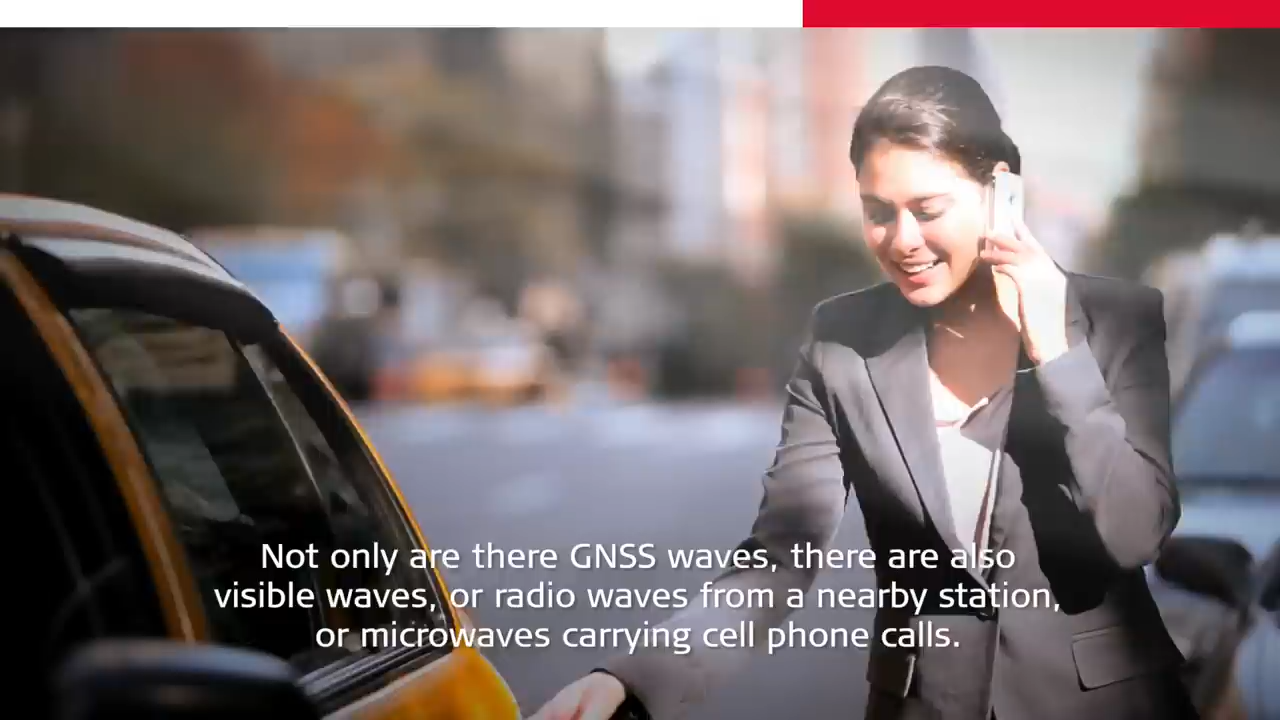 Not only are there GNSS waves, there are also
visible waves, or radio waves from a nearby station,
or microwaves carrying cell phone calls.